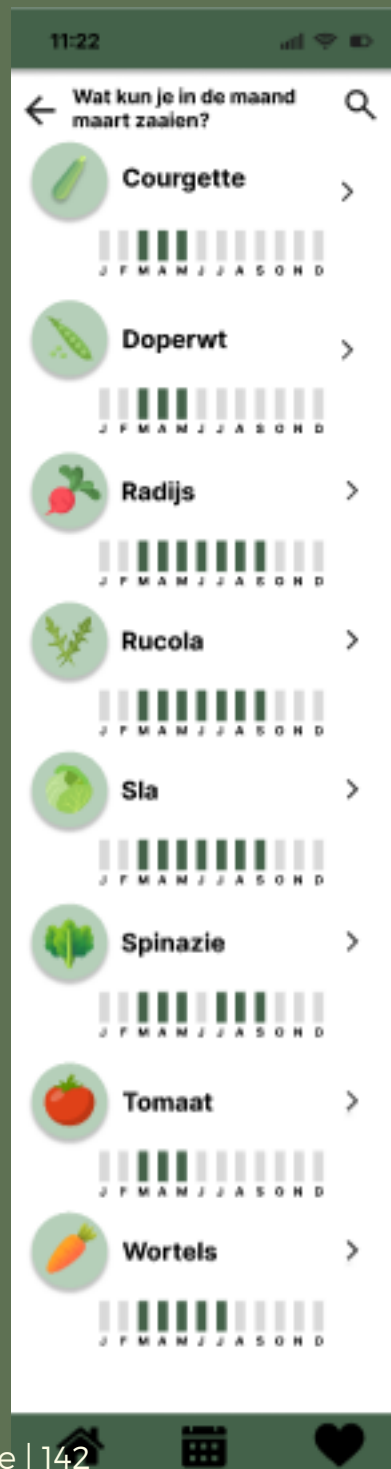 11:22
Wat kun je in de maand
maart zaaien?
Courgette
J F M A M J J A S O N D
Doperwt
J F M A M J J A S O N D
Radijs
J F M A M J J A S O N D
Rucola
J F M A M J J A S O N D
Sla
J F M A M J J A S O N D
Spinazie
J F M A M J J A S O N D
Tomaat
J F M A M J J A S O N D
Wortels
J F M A M J J A S O N D
e | 142